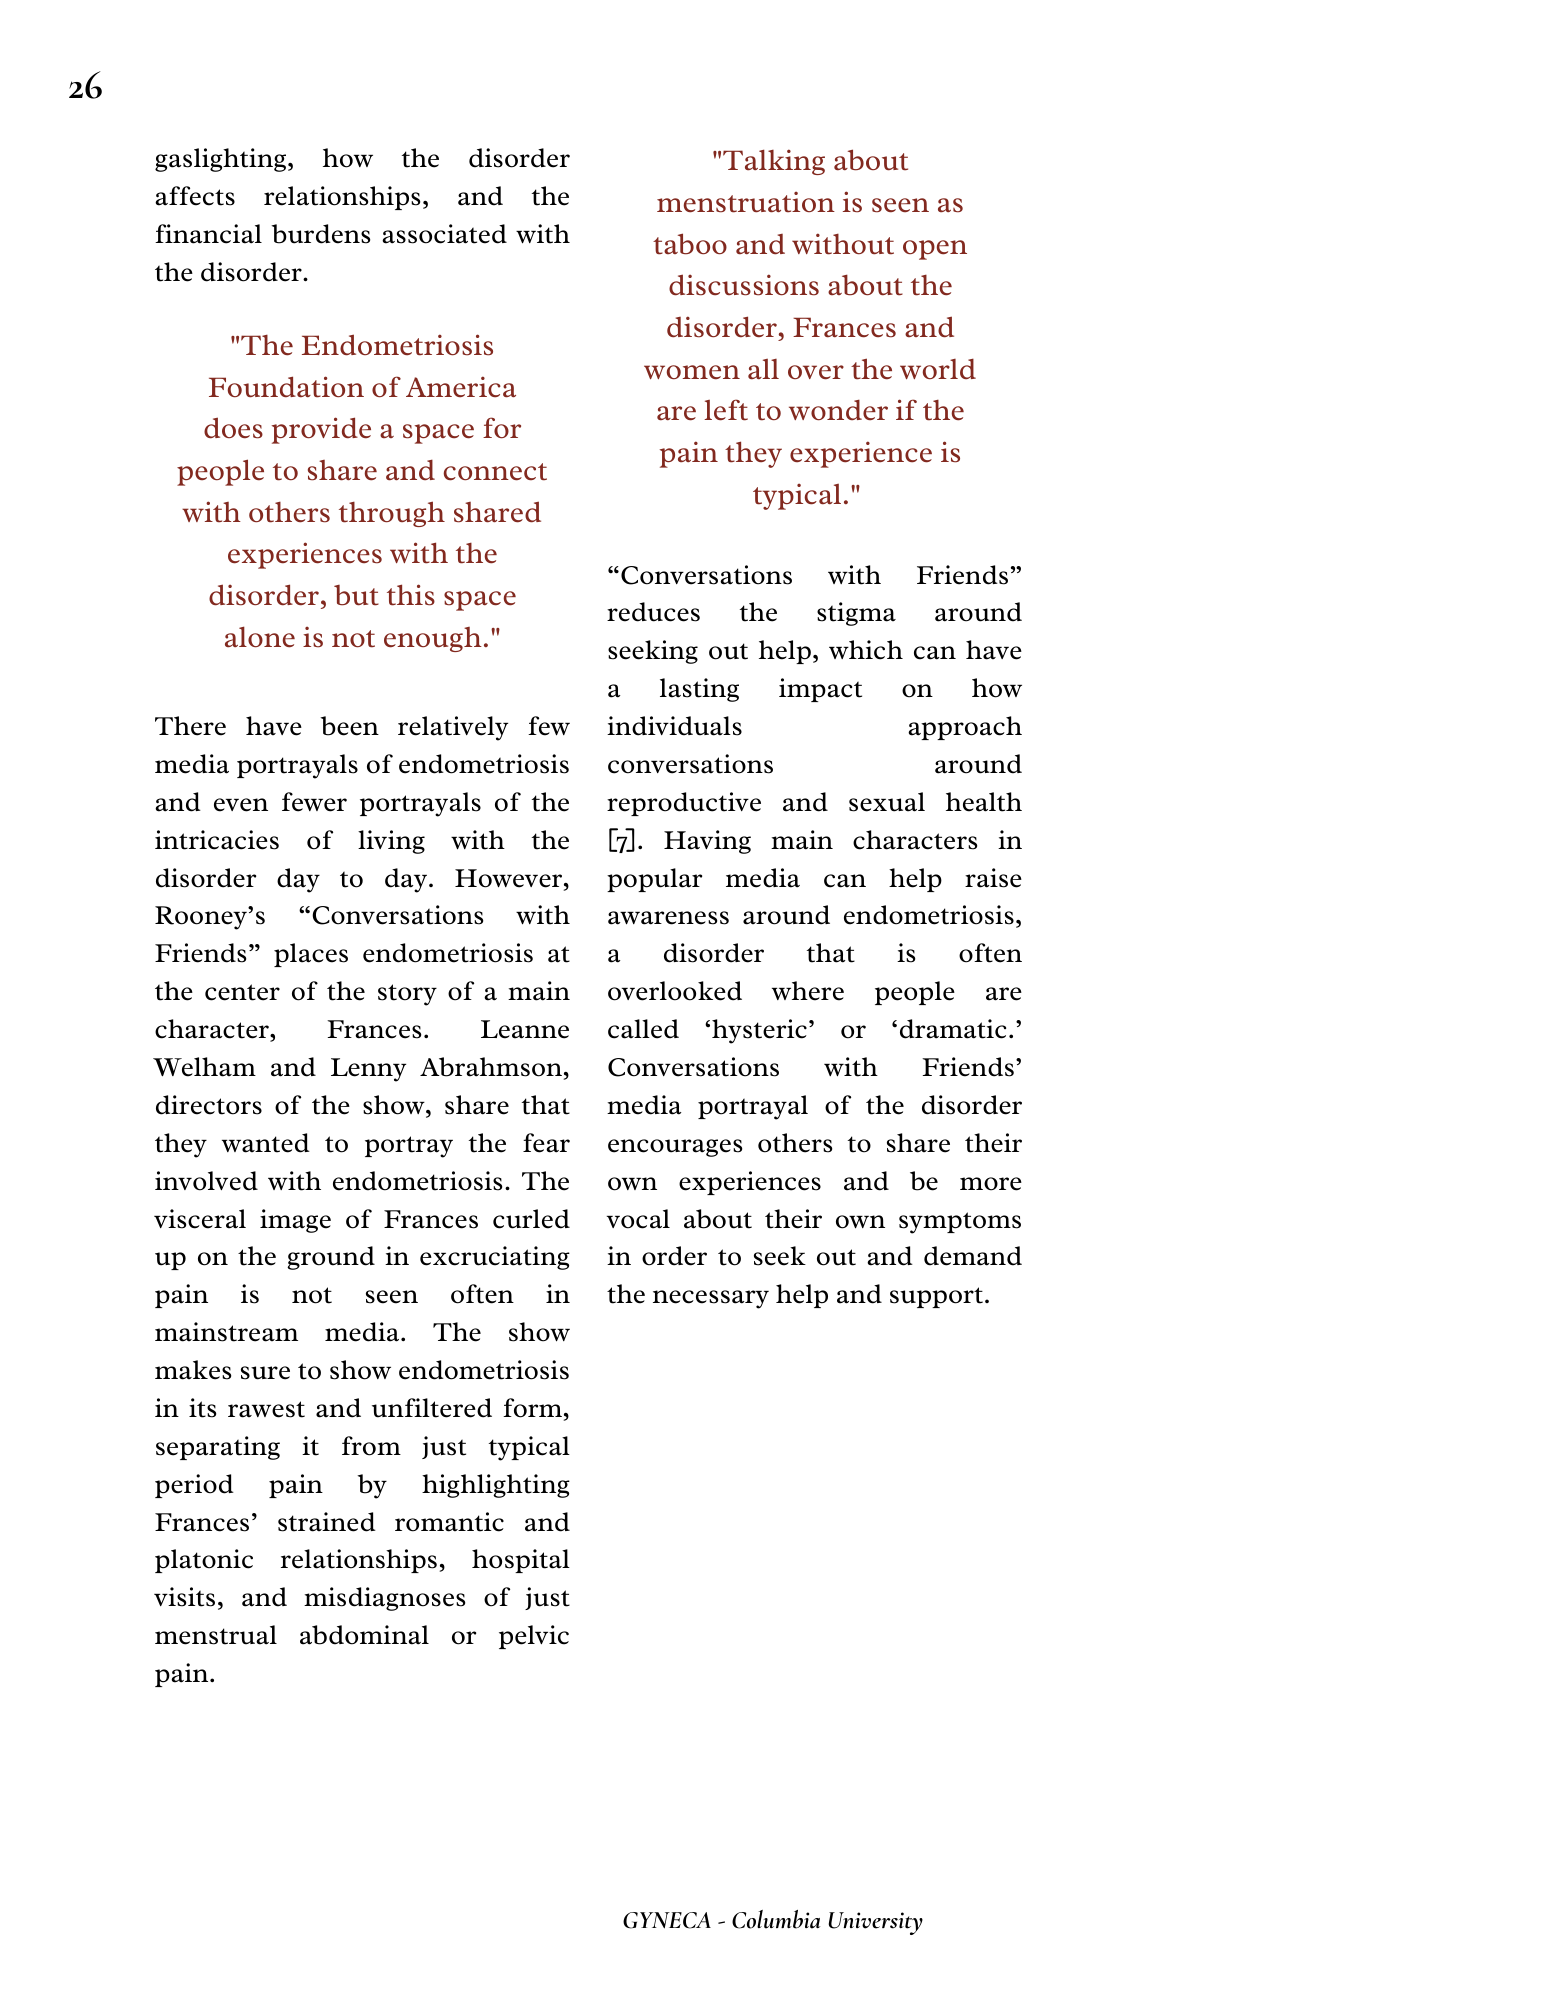 26
gaslighting, how the disorder
affects relationships, and the
financial burdens associated with
the disorder.
"The Endometriosis
Foundation of America
does provide a space for
people to share and connect
with others through shared
experiences with the
disorder, but this space
alone is not enough."
There have been relatively few
media portrayals of endometriosis
and even fewer portrayals of the
intricacies of living with the
disorder day to day. However,
Rooney’s “Conversations with
Friends” places endometriosis at
the center of the story of a main
character, Frances. Leanne
Welham and Lenny Abrahmson,
directors of the show, share that
they wanted to portray the fear
involved with endometriosis. The
visceral image of Frances curled
up on the ground in excruciating
pain is not seen often in
mainstream media. The show
makes sure to show endometriosis
in its rawest and unfiltered form,
separating it from just typical
period pain by highlighting
Frances’ strained romantic and
platonic relationships, hospital
visits, and misdiagnoses of just
menstrual abdominal or pelvic
pain.
"Talking about
menstruation is seen as
taboo and without open
discussions about the
disorder, Frances and
women all over the world
are left to wonder if the
pain they experience is
typical."
“Conversations with Friends”
reduces the stigma around
seeking out help, which can have
a lasting impact on how
individuals approach
conversations around
reproductive and sexual health
[7]. Having main characters in
popular media can help raise
awareness around endometriosis,
a disorder that is often
overlooked where people are
called ‘hysteric’ or ‘dramatic.’
Conversations with Friends’
media portrayal of the disorder
encourages others to share their
own experiences and be more
vocal about their own symptoms
in order to seek out and demand
the necessary help and support.
GYNECA - Columbia University